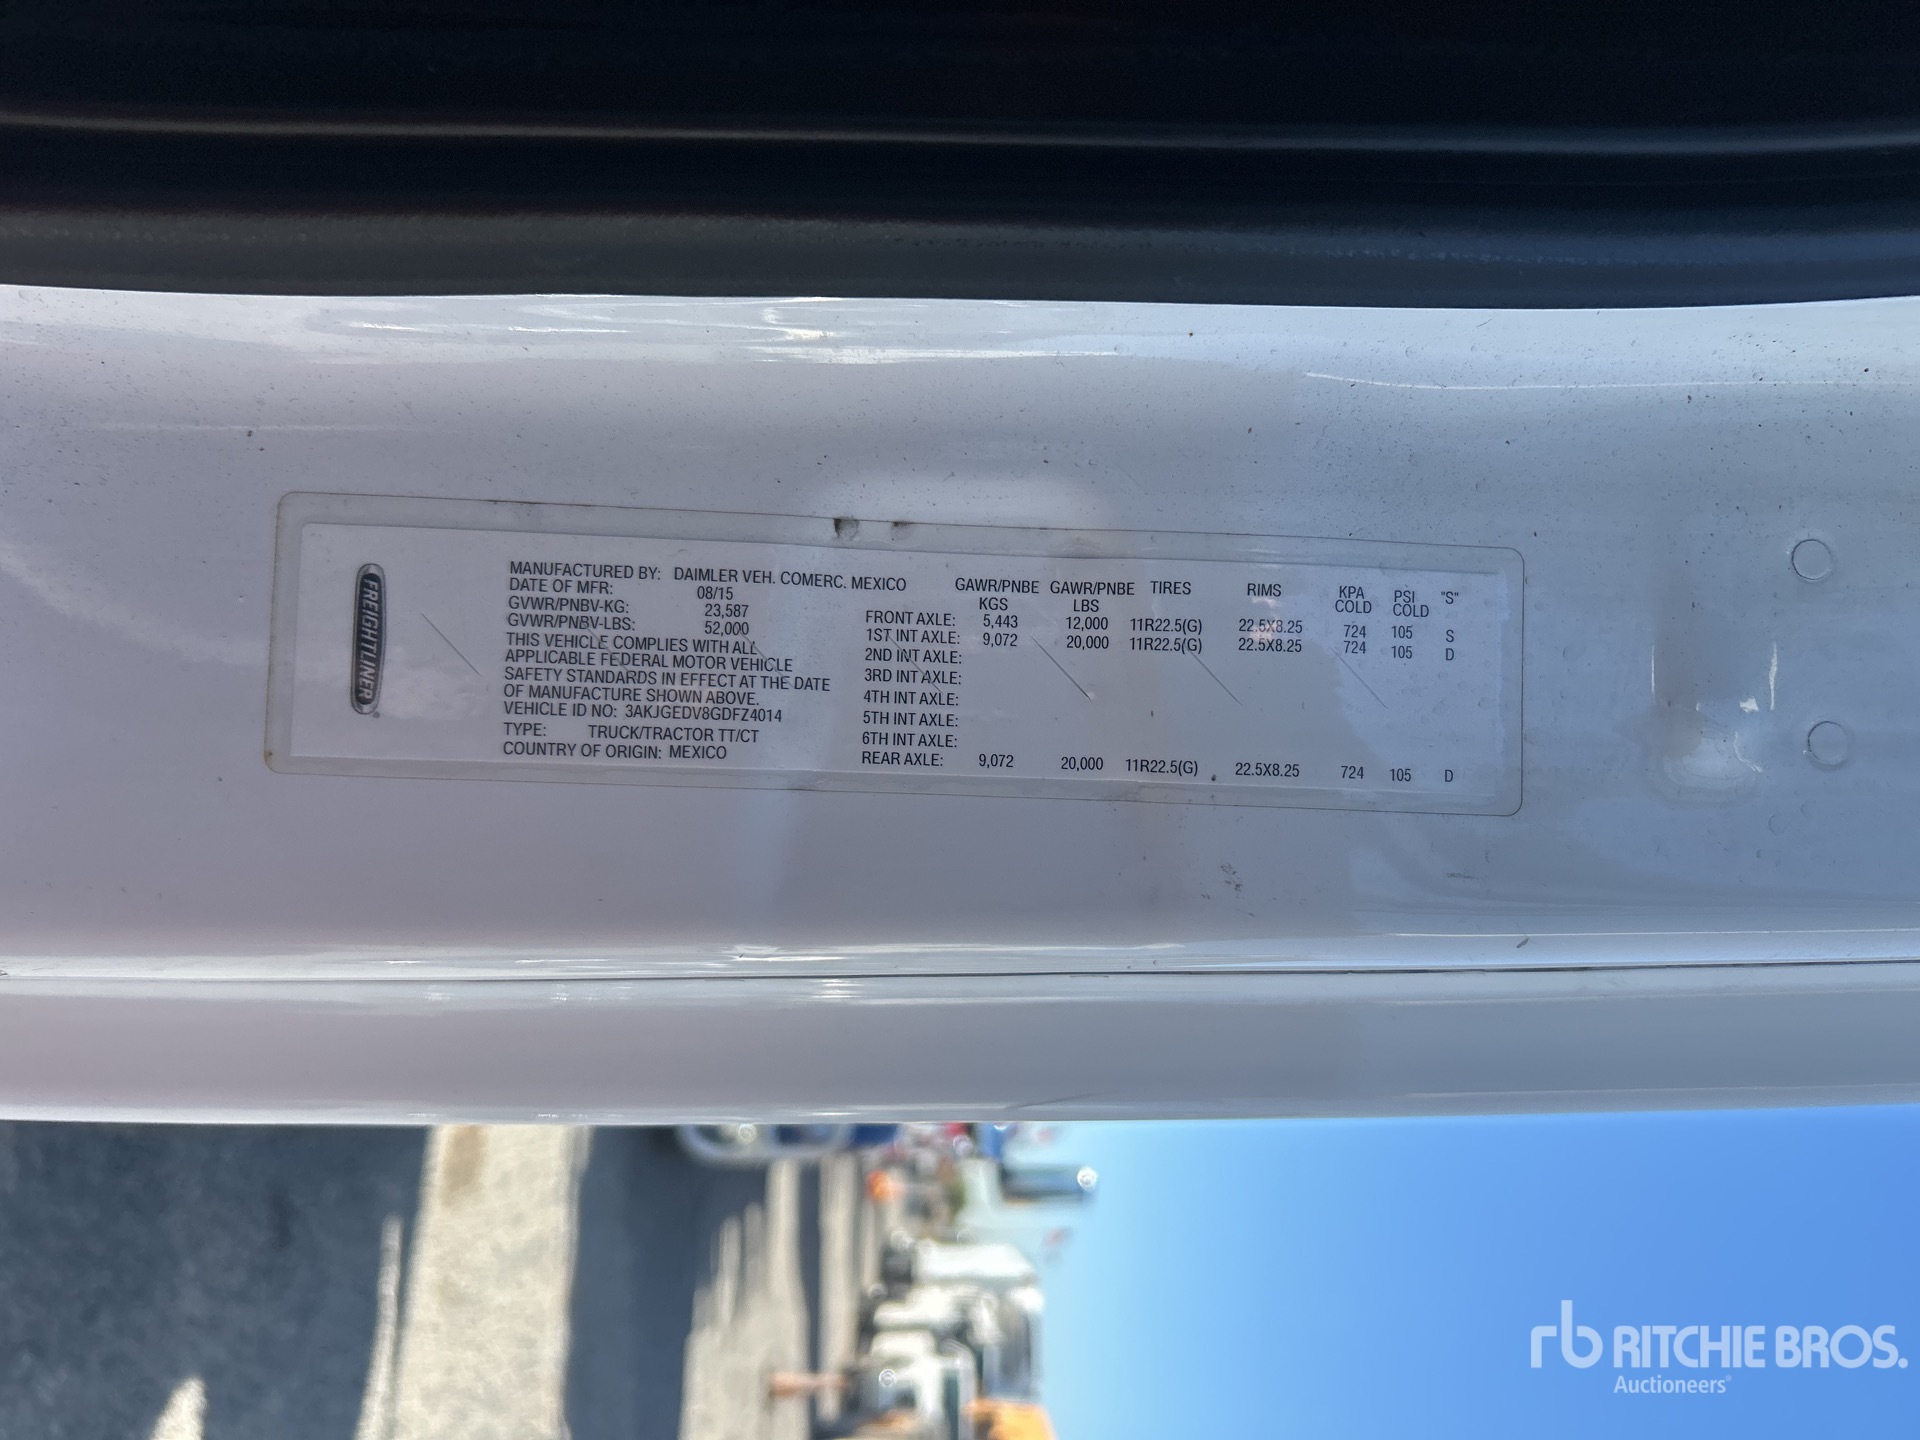 FREIGHTLINER®
MANUFACTURED BY: DAIMLER VEH. COMERC. MEXICO
DATE OF MFR: 08/15
GVWR/PNBV-KG: 23,587
GVWR/PNBV-LBS: 52,000
THIS VEHICLE COMPLIES WITH ALL
APPLICABLE FEDERAL MOTOR VEHICLE
SAFETY STANDARDS IN EFFECT AT THE DATE
OF MANUFACTURE SHOWN ABOVE.
VEHICLE ID NO: 3AKJGEDV8GDFZ4014
TYPE: TRUCK/TRACTOR TT/CT
COUNTRY OF ORIGIN: MEXICO
GAWR/PNBE GAWR/PNBE TIRES RIMS KPA PSI "S"
KGS LBS COLD COLD
FRONT AXLE: 5,443 12,000 11R22.5(G) 22.5X8.25 724 105 S
1ST INT AXLE: 9,072 20,000 11R22.5(G) 22.5X8.25 724 105 D
2ND INT AXLE:
3RD INT AXLE:
4TH INT AXLE:
5TH INT AXLE:
6TH INT AXLE:
REAR AXLE: 9,072 20,000 11R22.5(G) 22.5X8.25 724 105 D
rb RITCHIE BROS.
Auctioneers®